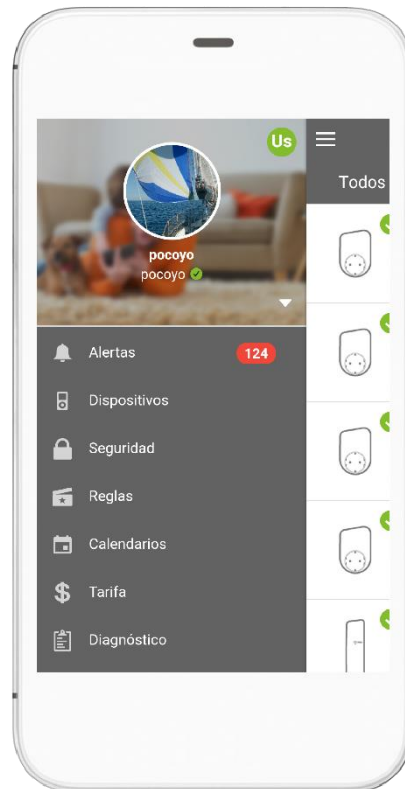 Us
Todos
pocoyo
pocoyo
Alertas 124
Dispositivos
Seguridad
Reglas
Calendarios
Tarifa
Diagnóstico